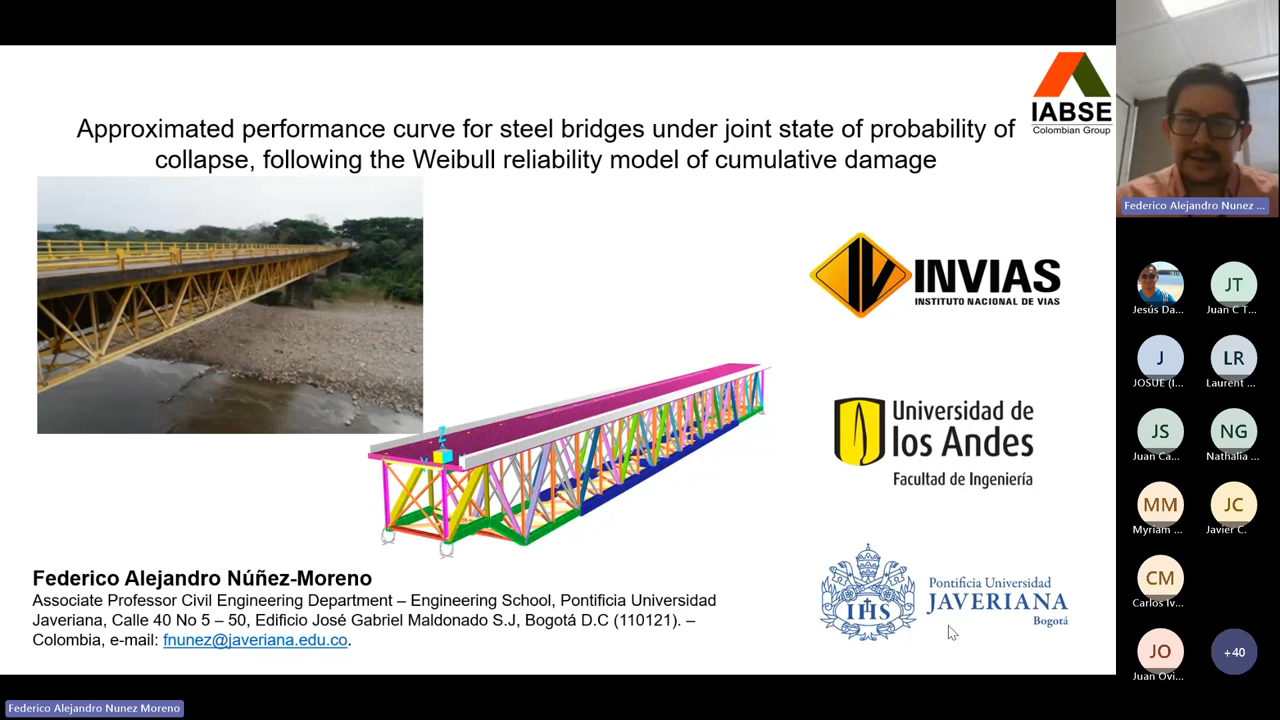 IABSE
Colombian Group
Approximated performance curve for steel bridges under joint state of probability of
collapse, following the Weibull reliability model of cumulative damage
INVIAS
INSTITUTO NACIONAL DE VIAS
Z
Universidad de
los Andes
Facultad de Ingeniería
IHS
Pontificia Universidad
JAVERIANA
Bogotá
Federico Alejandro Núñez-Moreno
Associate Professor Civil Engineering Department – Engineering School, Pontificia Universidad
Javeriana, Calle 40 No 5 – 50, Edificio José Gabriel Maldonado S.J, Bogotá D.C (110121). –
Colombia, e-mail: fnunez@javeriana.edu.co.
Federico Alejandro Nunez ...
Jesús Da...
JT
Juan C T...
J
JOSUE (I...
LR
Laurent ...
JS
Juan Ca...
NG
Nathalia ...
MM
Myriam ...
JC
Javier C.
CM
Carlos Iv...
JO
Juan Ovi...
+40
Federico Alejandro Nunez Moreno